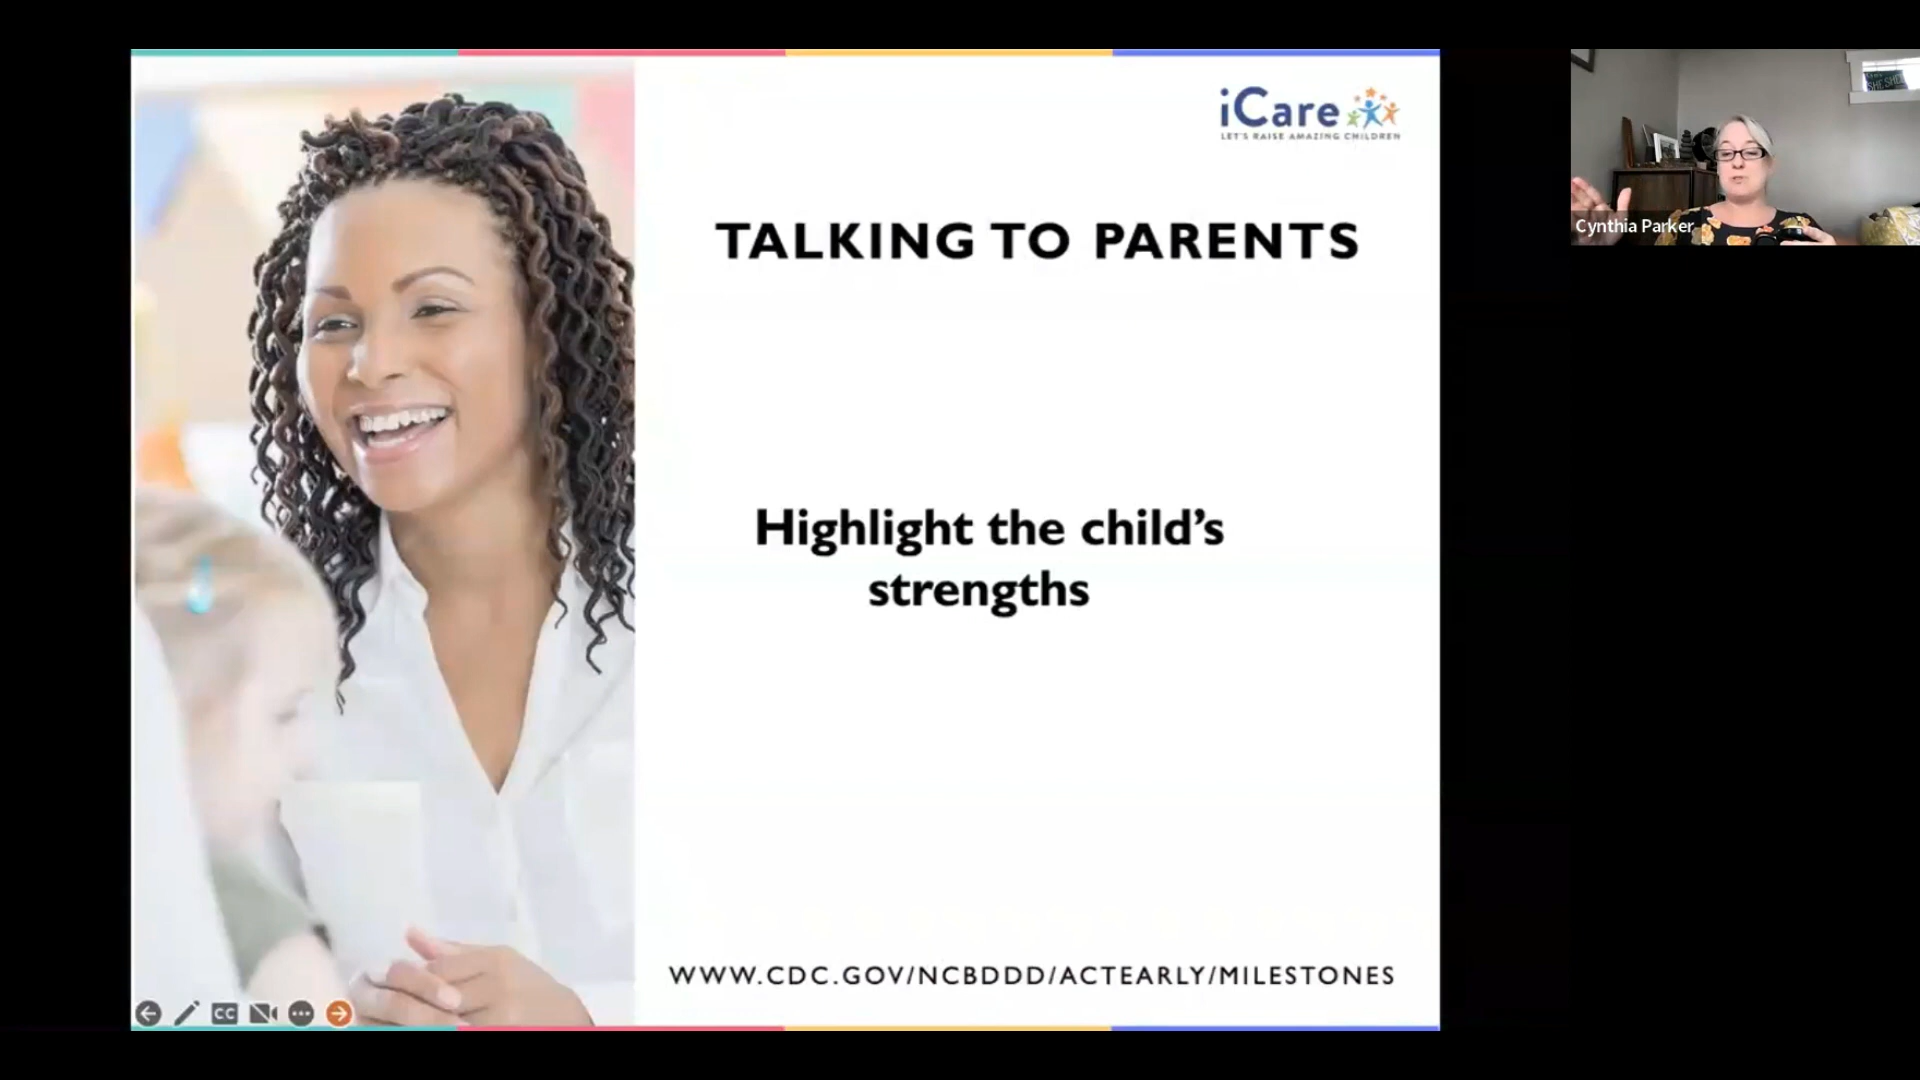 iCare
LET'S RAISE AMAZING CHILDREN
TALKING TO PARENTS
Highlight the child's
strengths
WWW.CDC.GOV/NCBDDD/ACTEARLY/MILESTONES
CC
Cynthia Parker